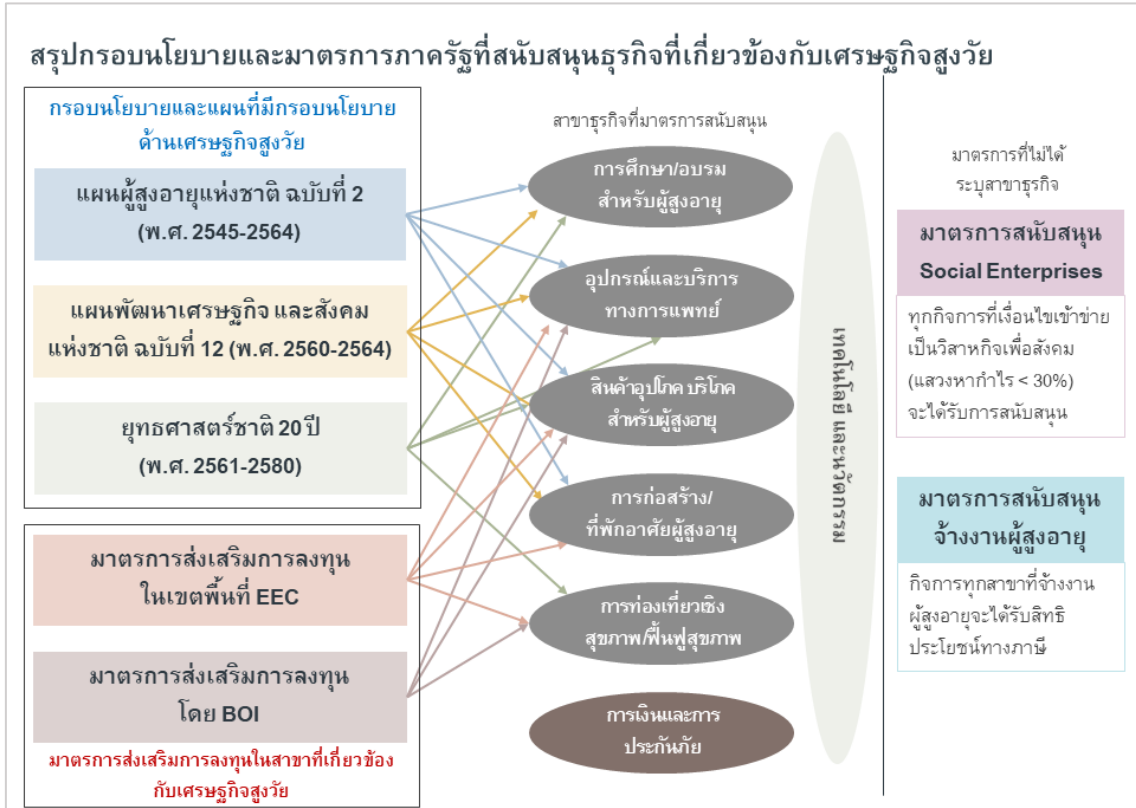 สรุปกรอบนโยบายและมาตรการภาครัฐที่สนับสนุนธุรกิจที่เกี่ยวข้องกับเศรษฐกิจสูงวัย
กรอบนโยบายและแผนที่มีกรอบนโยบาย
ด้านเศรษฐกิจสูงวัย
แผนผู้สูงอายุแห่งชาติ ฉบับที่ 2
(พ.ศ. 2545-2564)
แผนพัฒนาเศรษฐกิจ และสังคม
แห่งชาติ ฉบับที่ 12 (พ.ศ. 2560-2564)
ยุทธศาสตร์ชาติ 20 ปี
(พ.ศ. 2561-2580)
มาตรการส่งเสริมการลงทุน
ในเขตพื้นที่ EEC
มาตรการส่งเสริมการลงทุน
โดย BOI
มาตรการส่งเสริมการลงทุนในสาขาที่เกี่ยวข้อง
กับเศรษฐกิจสูงวัย
สาขาธุรกิจที่มาตรการสนับสนุน
การศึกษา/อบรม
สำหรับผู้สูงอายุ
อุปกรณ์และบริการ
ทางการแพทย์
สินค้าอุปโภค บริโภค
สำหรับผู้สูงอายุ
การก่อสร้าง/
ที่พักอาศัยผู้สูงอายุ
การท่องเที่ยวเชิง
สุขภาพ/ฟื้นฟูสุขภาพ
การเงินและการ
ประกันภัย
เทคโนโลยี และนวัตกรรม
มาตรการที่ไม่ได้
ระบุสาขาธุรกิจ
มาตรการสนับสนุน
Social Enterprises
ทุกกิจการที่เงื่อนไขเข้าข่าย
เป็นวิสาหกิจเพื่อสังคม
(แสวงหากำไร < 30%)
จะได้รับการสนับสนุน
มาตรการสนับสนุน
จ้างงานผู้สูงอายุ
กิจการทุกสาขาที่จ้างงาน
ผู้สูงอายุจะได้รับสิทธิ
ประโยชน์ทางภาษี